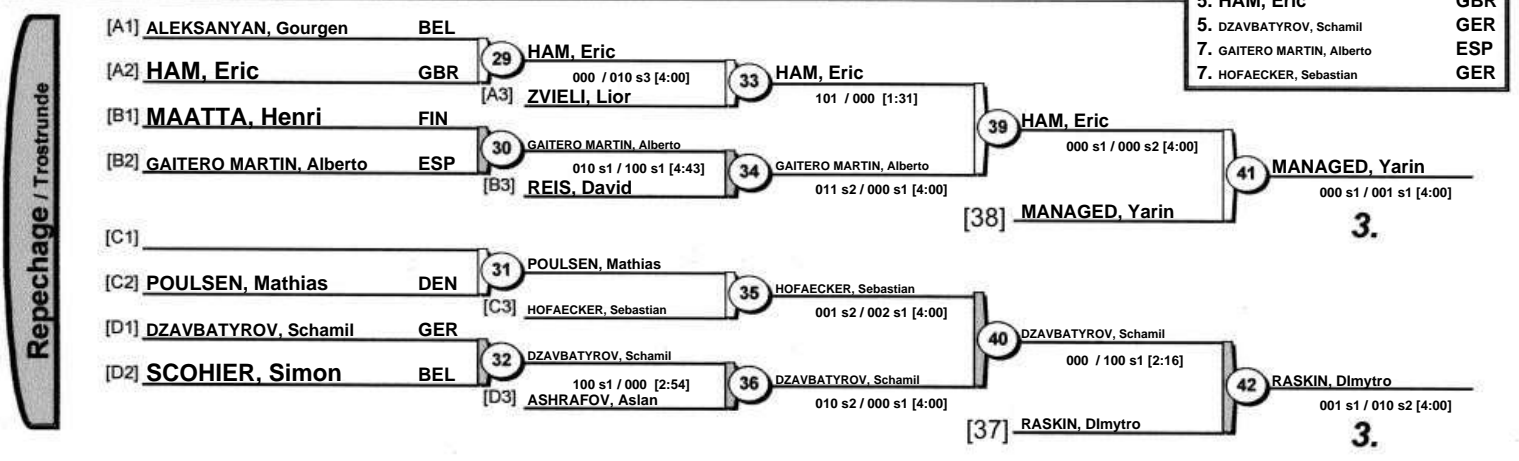 5. HAM, Eric GBR
5. DZAVBATYROV, Schamil GER
7. GAITERO MARTIN, Alberto ESP
7. HOFAECKER, Sebastian GER
Repechage / Trostrunde
[A1] ALEKSANYAN, Gourgen BEL
[A2] HAM, Eric GBR
29 HAM, Eric
000 / 010 s3 [4:00]
[A3] ZVIELI, Lior
33 HAM, Eric
101 / 000 [1:31]
[B1] MAATTA, Henri FIN
[B2] GAITERO MARTIN, Alberto ESP
30 GAITERO MARTIN, Alberto
010 s1 / 100 s1 [4:43]
[B3] REIS, David
34 GAITERO MARTIN, Alberto
011 s2 / 000 s1 [4:00]
39 HAM, Eric
000 s1 / 000 s2 [4:00]
[38] MANAGED, Yarin
41 MANAGED, Yarin
000 s1 / 001 s1 [4:00]
3.
[C1]
[C2] POULSEN, Mathias DEN
31 POULSEN, Mathias
[C3] HOFAECKER, Sebastian
35 HOFAECKER, Sebastian
001 s2 / 002 s1 [4:00]
[D1] DZAVBATYROV, Schamil GER
[D2] SCOHIER, Simon BEL
32 DZAVBATYROV, Schamil
100 s1 / 000 [2:54]
[D3] ASHRAFOV, Aslan
36 DZAVBATYROV, Schamil
010 s2 / 000 s1 [4:00]
40 DZAVBATYROV, Schamil
000 / 100 s1 [2:16]
[37] RASKIN, DImytro
42 RASKIN, DImytro
001 s1 / 010 s2 [4:00]
3.